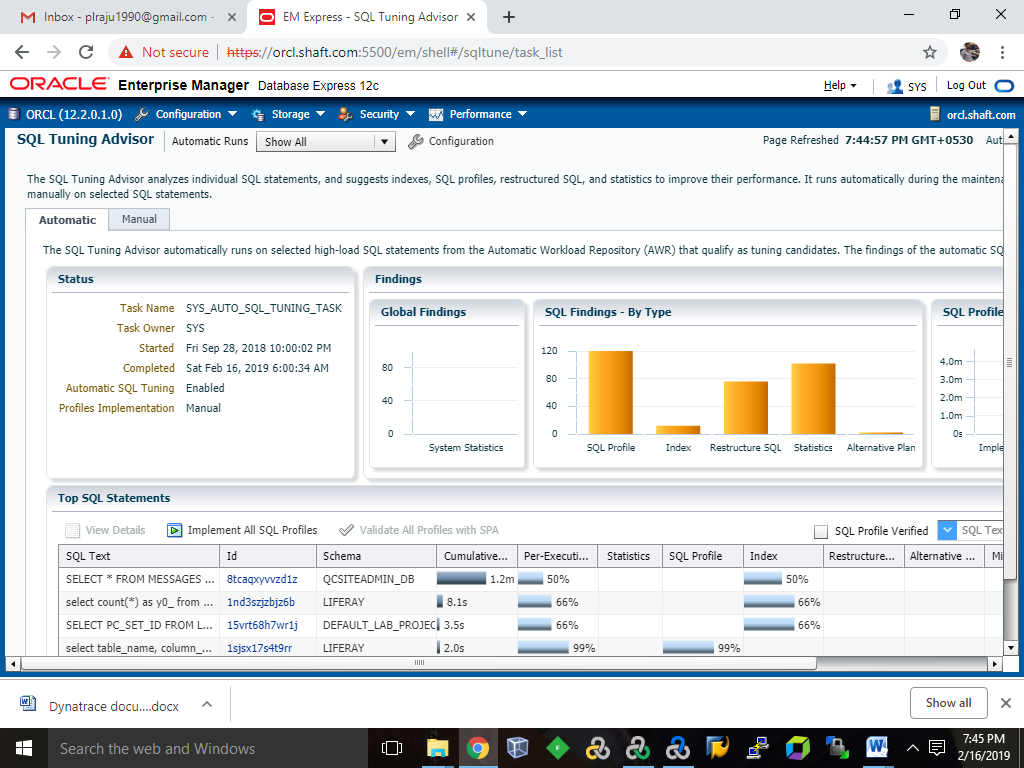 Inbox - plraju1990@gmail.com -
EM Express - SQL Tuning Advisor
Not secure https://orcl.shaft.com:5500/em/shell#/sqltune/task_list
ORACLE Enterprise Manager Database Express 12c
Help SYS Log Out
ORCL (12.2.0.1.0) Configuration Storage Security Performance orcl.shaft.com
SQL Tuning Advisor Automatic Runs Show All Configuration Page Refreshed 7:44:57 PM GMT+0530 Aut
The SQL Tuning Advisor analyzes individual SQL statements, and suggests indexes, SQL profiles, restructured SQL, and statistics to improve their performance. It runs automatically during the maintena
manually on selected SQL statements.
Automatic Manual
The SQL Tuning Advisor automatically runs on selected high-load SQL statements from the Automatic Workload Repository (AWR) that qualify as tuning candidates. The findings of the automatic SQ
Status
Task Name SYS_AUTO_SQL_TUNING_TASK
Task Owner SYS
Started Fri Sep 28, 2018 10:00:02 PM
Completed Sat Feb 16, 2019 6:00:34 AM
Automatic SQL Tuning Enabled
Profiles Implementation Manual
Findings
Global Findings
80
40
0
System Statistics
SQL Findings - By Type
120
80
40
0
SQL Profile Index Restructure SQL Statistics Alternative Plan
SQL Profile
4.0m
3.0m
2.0m
1.0m
0s
Imple
Top SQL Statements
View Details Implement All SQL Profiles Validate All Profiles with SPA SQL Profile Verified SQL Tex
SQL Text Id Schema Cumulative... Per-Executi... Statistics SQL Profile Index Restructure... Alternative ... Mi
SELECT * FROM MESSAGES ... 8tcaqxyvvzd1z QCSITEADMIN_DB 1.2m 50% 50%
select count(*) as y0_ from ... 1nd3szjzbjz6b LIFERAY 8.1s 66% 66%
SELECT PC_SET_ID FROM L... 15vrt68h7wr1j DEFAULT_LAB_PROJEC 3.5s 66% 66%
select table_name, column_... 1sjsx17s4t9rr LIFERAY 2.0s 99% 99%
Dynatrace docu....docx
Show all
Search the web and Windows
7:45 PM
2/16/2019